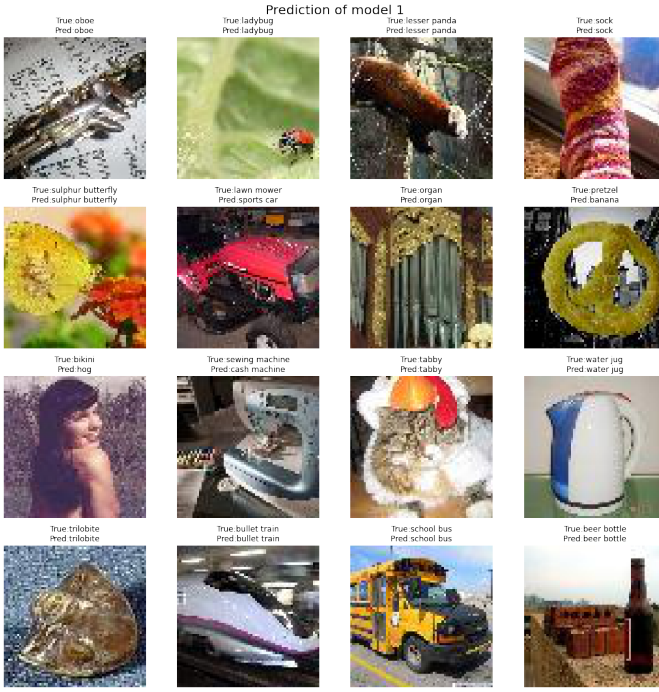 Prediction of model 1
True:oboe
Pred:oboe
True:ladybug
Pred:ladybug
True:lesser panda
Pred:lesser panda
True:sock
Pred:sock
True:sulphur butterfly
Pred:sulphur butterfly
True:lawn mower
Pred:sports car
True:organ
Pred:organ
True:pretzel
Pred:banana
True:bikini
Pred:hog
True:sewing machine
Pred:cash machine
True:tabby
Pred:tabby
True:water jug
Pred:water jug
True:trilobite
Pred:trilobite
True:bullet train
Pred:bullet train
True:school bus
Pred:school bus
True:beer bottle
Pred:beer bottle